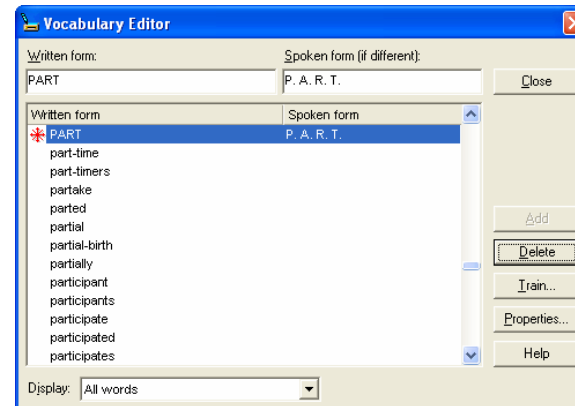 Vocabulary Editor
Written form: Spoken form (if different):
PART P. A. R. T. Close
Written form Spoken form
PART P. A. R. T.
part-time
part-timers
partake
parted
partial Add
partial-birth
partially Delete
participant
participants Train...
participate
participated Properties...
participates Help
Display: All words